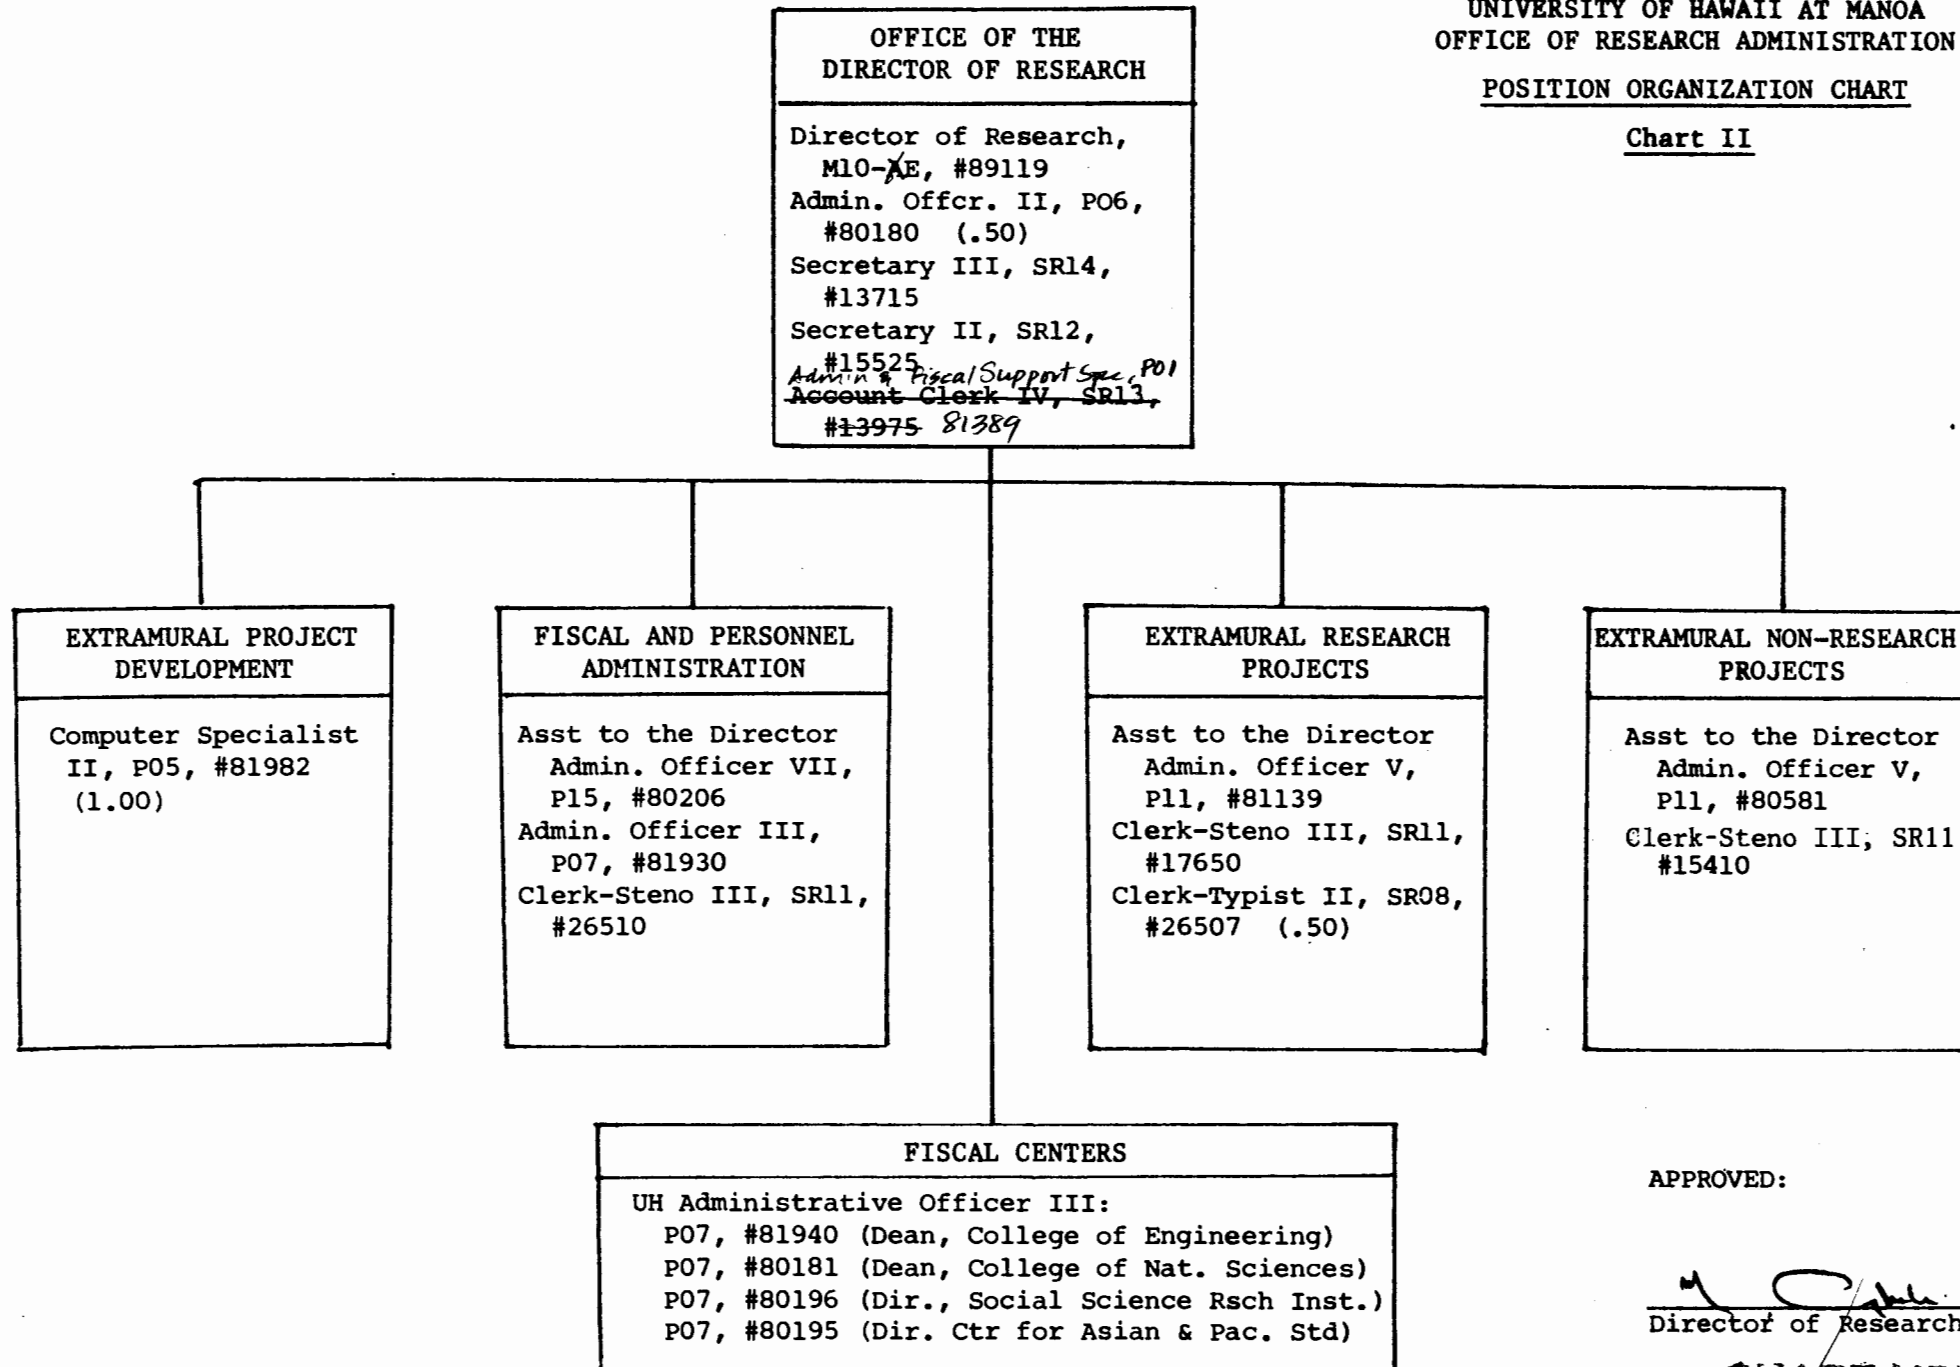 UNIVERSITY OF HAWAII AT MANOA
OFFICE OF RESEARCH ADMINISTRATION
POSITION ORGANIZATION CHART
Chart II
OFFICE OF THE
DIRECTOR OF RESEARCH
Director of Research,
M10-E, #89119
Admin. Offcr. II, PO6,
#80180 (.50)
Secretary III, SR14,
#13715
Secretary II, SR12,
#15525
Admin & Fiscal Support Spec, PO1
Account Clerk IV, SR13,
#13975 81389
EXTRAMURAL PROJECT
DEVELOPMENT
Computer Specialist
II, P05, #81982
(1.00)
FISCAL AND PERSONNEL
ADMINISTRATION
Asst to the Director
Admin. Officer VII,
P15, #80206
Admin. Officer III,
P07, #81930
Clerk-Steno III, SR11,
#26510
EXTRAMURAL RESEARCH
PROJECTS
Asst to the Director
Admin. Officer V,
P11, #81139
Clerk-Steno III, SR11,
#17650
Clerk-Typist II, SR08,
#26507 (.50)
EXTRAMURAL NON-RESEARCH
PROJECTS
Asst to the Director
Admin. Officer V,
P11, #80581
Clerk-Steno III, SR11
#15410
FISCAL CENTERS
UH Administrative Officer III:
P07, #81940 (Dean, College of Engineering)
P07, #80181 (Dean, College of Nat. Sciences)
P07, #80196 (Dir., Social Science Rsch Inst.)
P07, #80195 (Dir. Ctr for Asian & Pac. Std)
APPROVED:
Director of Research